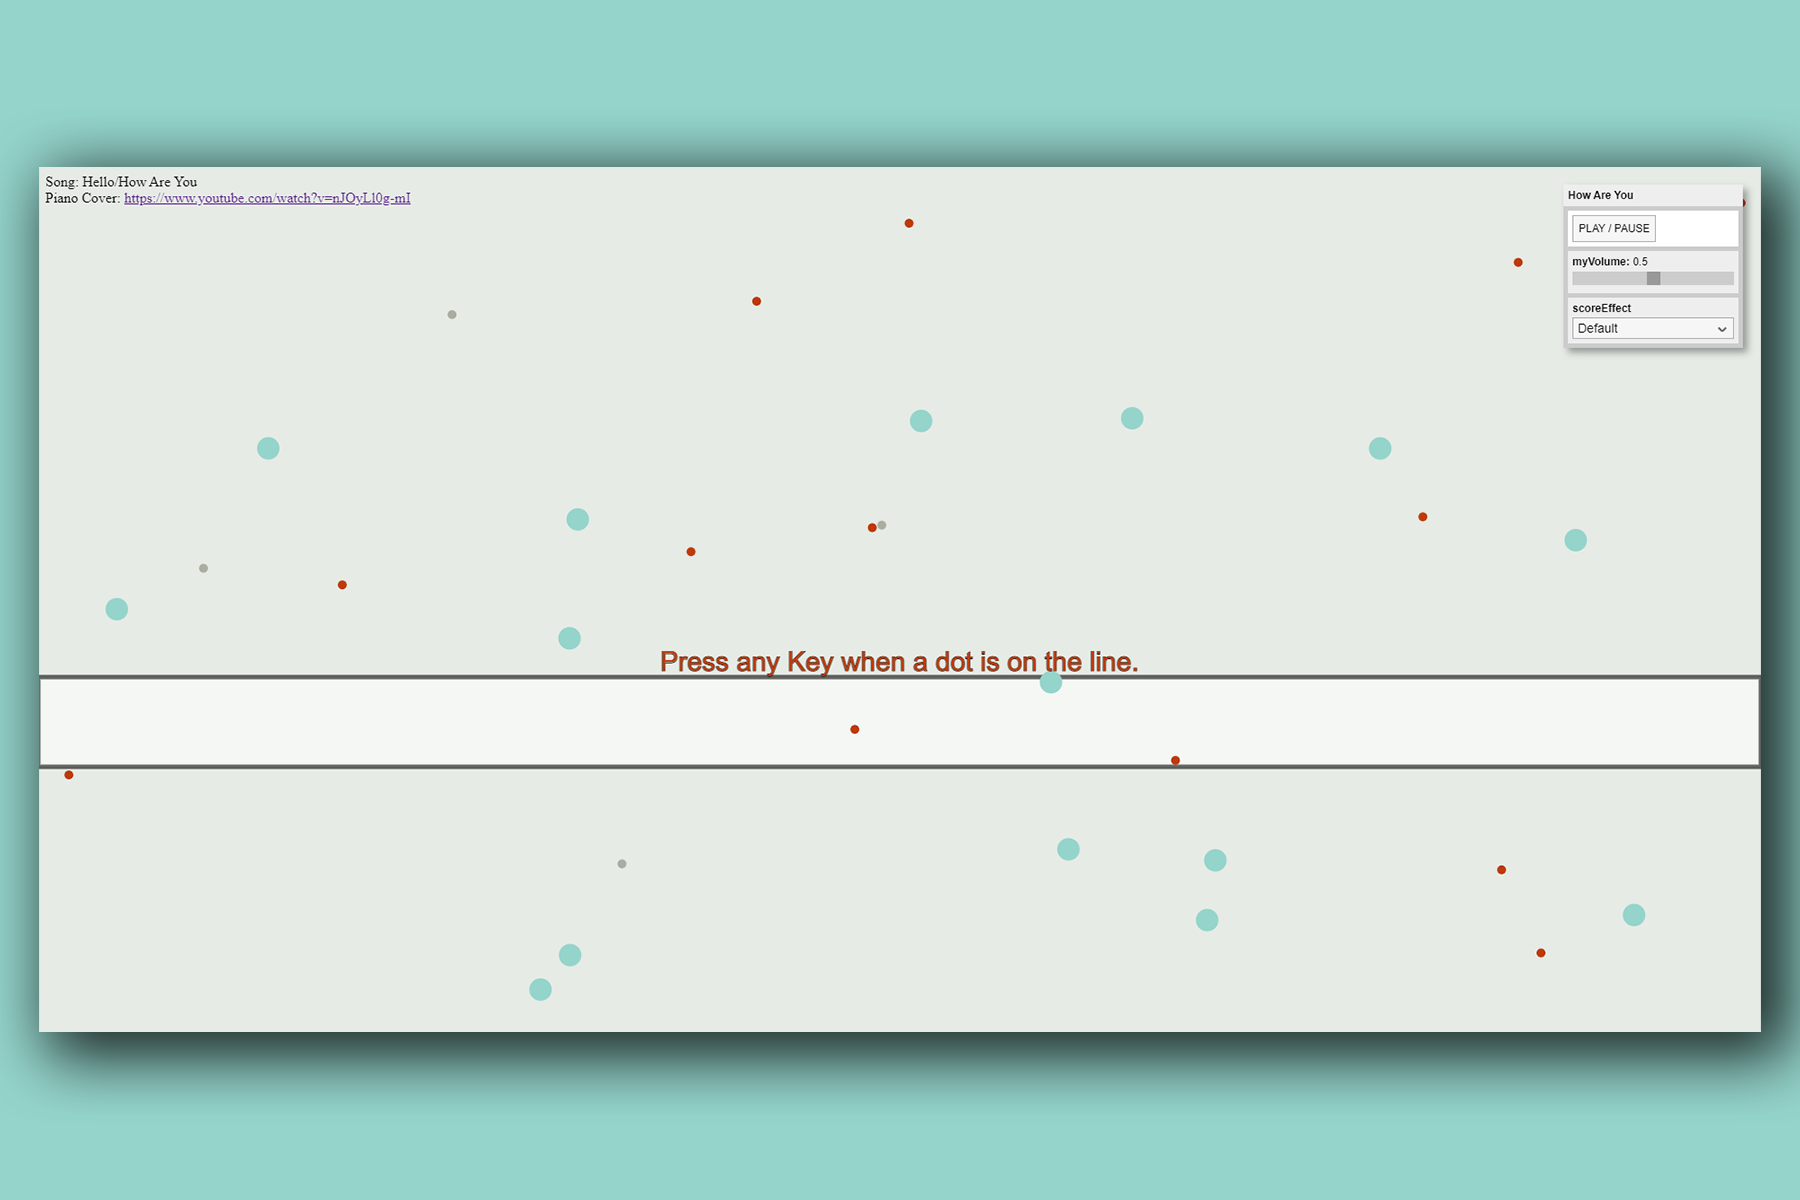 Song: Hello/How Are You
Piano Cover: https://www.youtube.com/watch?v=nJOyLl0g-mI
How Are You
PLAY / PAUSE
myVolume: 0.5
scoreEffect
Default
Press any Key when a dot is on the line.